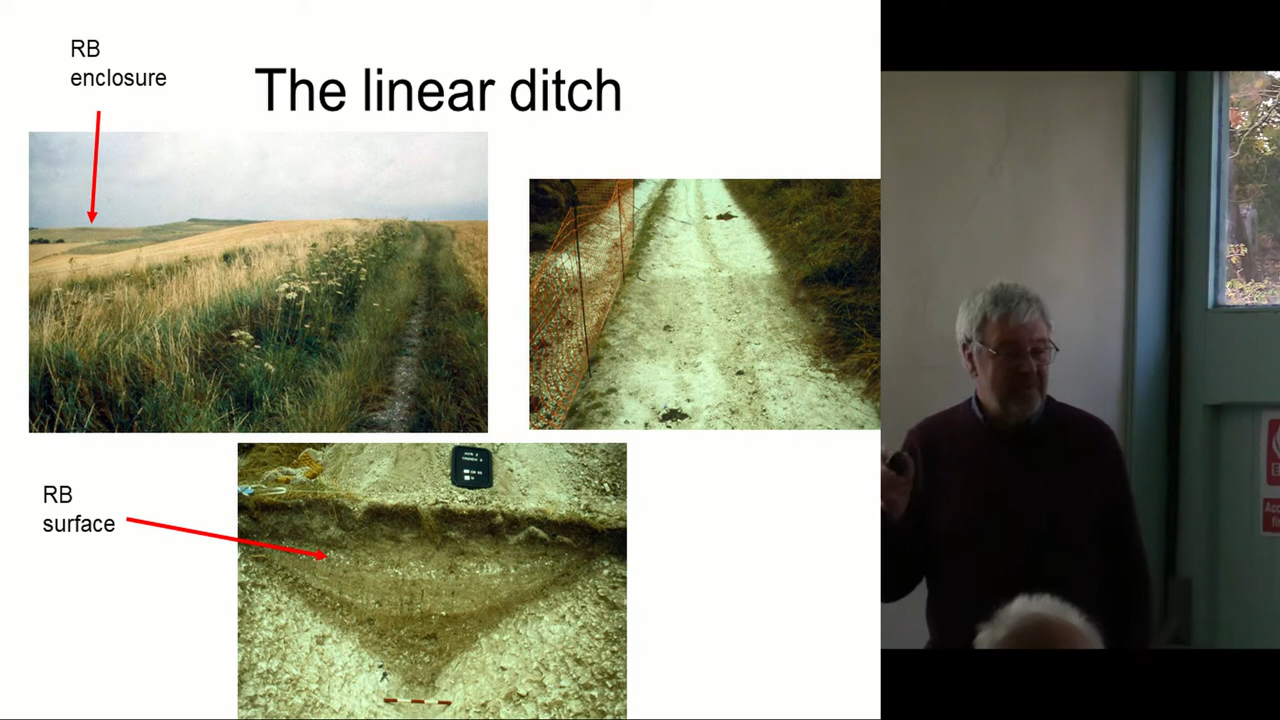 RB
enclosure
The linear ditch
RB
surface